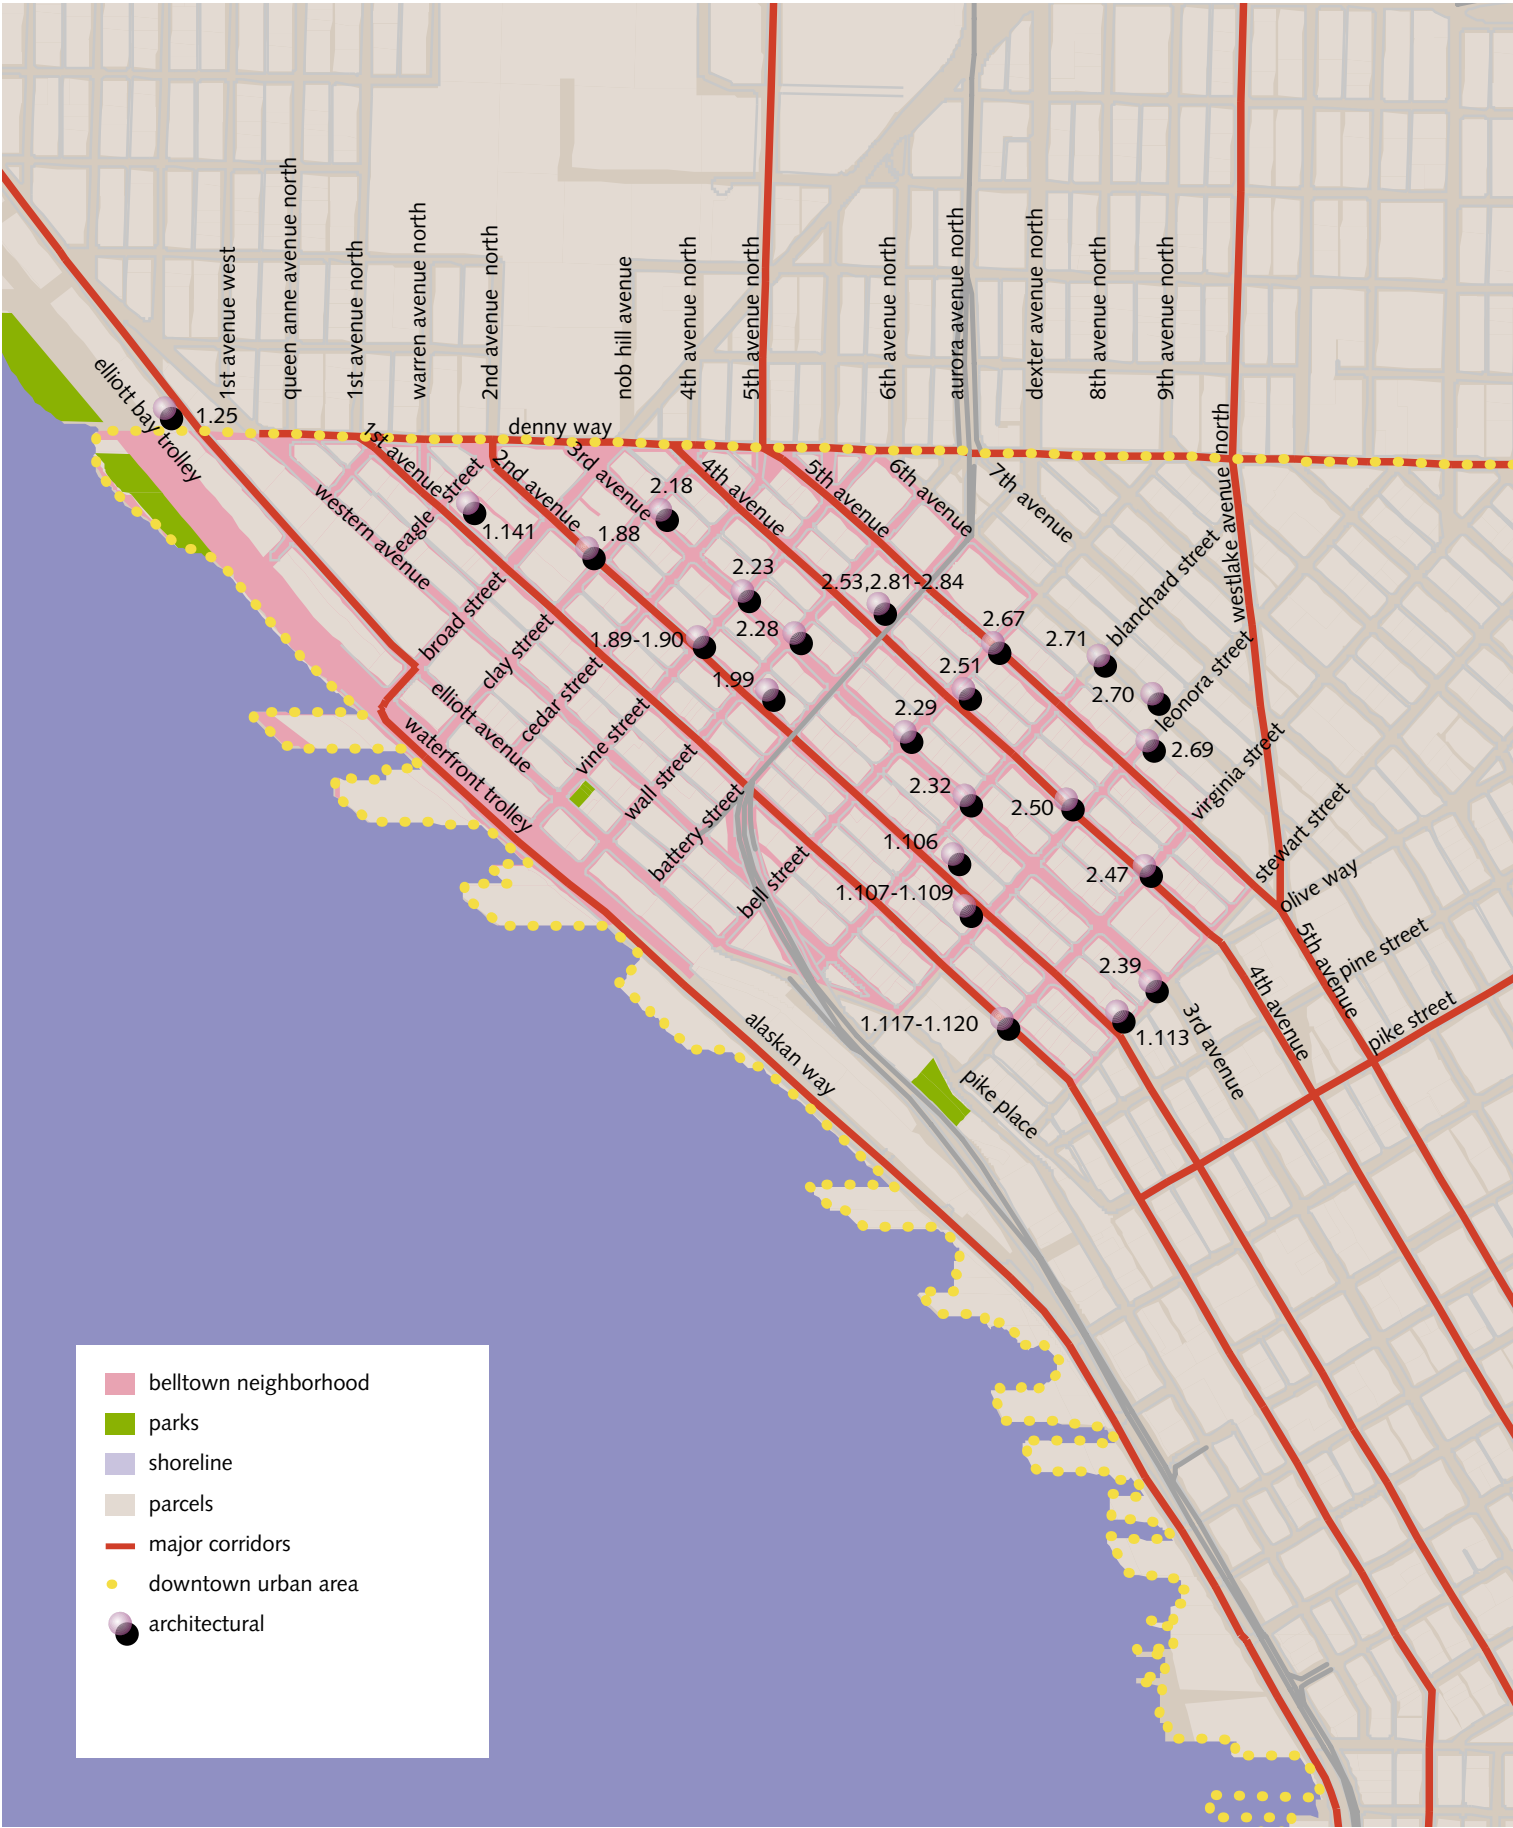 1st avenue west
queen anne avenue north
1st avenue north
warren avenue north
2nd avenue north
nob hill avenue
4th avenue north
5th avenue north
6th avenue north
aurora avenue north
dexter avenue north
8th avenue north
9th avenue north
westlake avenue north
elliott bay trolley
1.25
denny way
1st avenue
eagle street
2nd avenue
3rd avenue
4th avenue
5th avenue
6th avenue
7th avenue
western avenue
1.141
1.88
2.18
2.23
2.53,2.81-2.84
2.28
1.89-1.90
1.99
2.67
2.51
2.71
2.70
2.69
2.29
2.32
2.50
1.106
2.47
1.107-1.109
2.39
1.117-1.120
1.113
blanchard street
leonora street
virginia street
stewart street
olive way
pine street
pike street
5th avenue
4th avenue
3rd avenue
broad street
clay street
cedar street
vine street
wall street
battery street
bell street
elliott avenue
waterfront trolley
alaskan way
pike place
belltown neighborhood
parks
shoreline
parcels
major corridors
downtown urban area
architectural